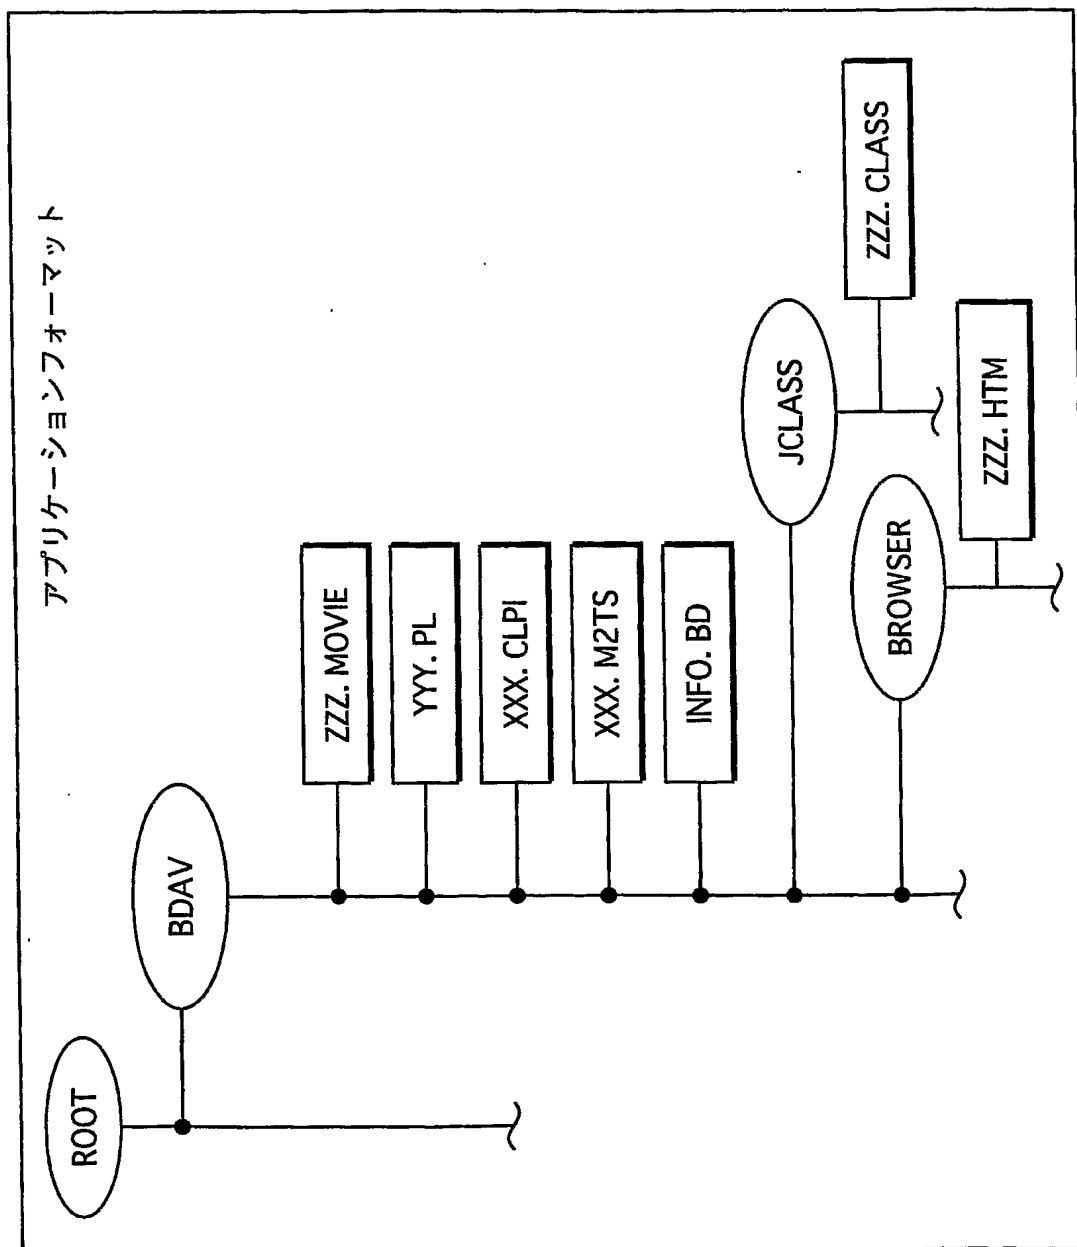 アプリケーションフォーマット
ROOT
BDAV
ZZZ. MOVIE
YYY. PL
XXX. CLPI
XXX. M2TS
INFO. BD
JCLASS
ZZZ. CLASS
BROWSER
ZZZ. HTM